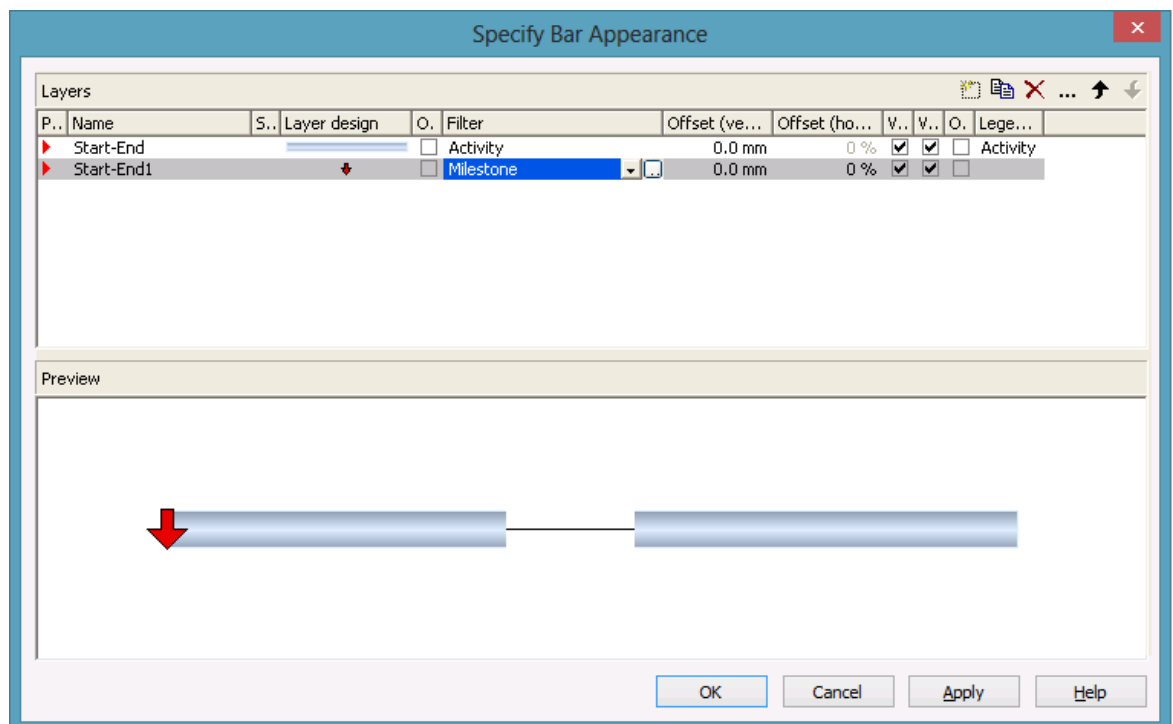 Specify Bar Appearance
Layers
...
P.. Name S.. Layer design O. Filter Offset (ve... Offset (ho... V.. V.. O. Lege...
Start-End Activity 0.0 mm 0 % Activity
Start-End1 Milestone .. 0.0 mm 0 %
Preview
OK Cancel Apply Help